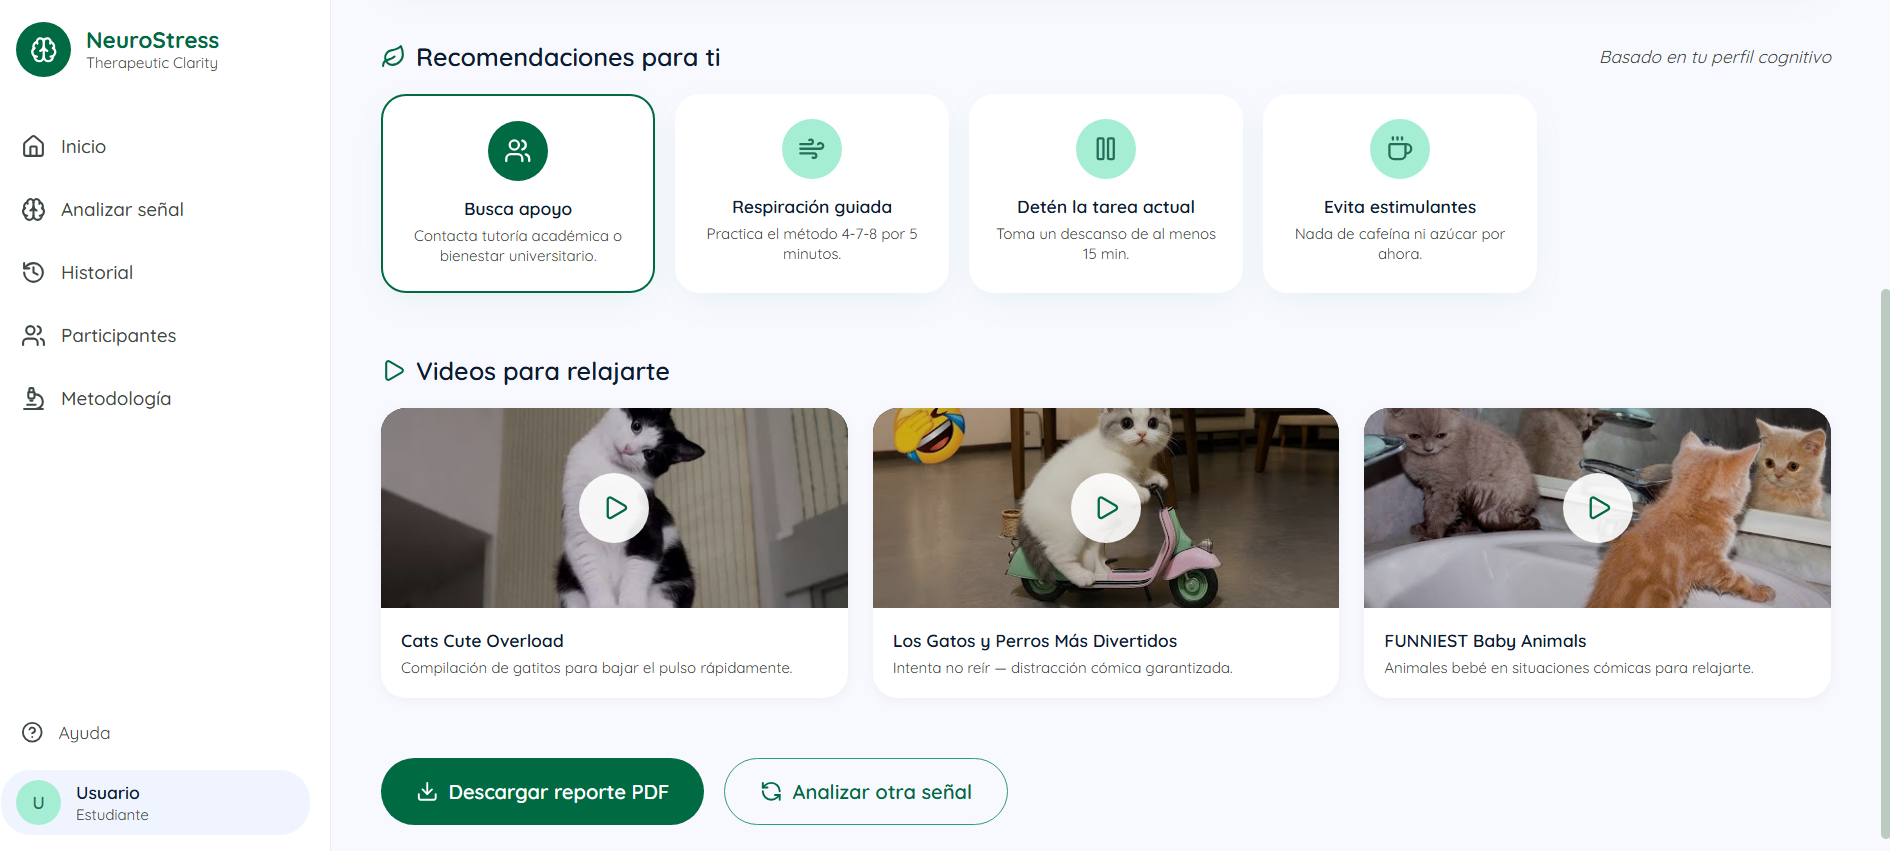 NeuroStress
Therapeutic Clarity
Inicio
Analizar señal
Historial
Participantes
Metodología
Ayuda
U
Usuario
Estudiante
Recomendaciones para ti
Basado en tu perfil cognitivo
Busca apoyo
Contacta tutoría académica o
bienestar universitario.
Respiración guiada
Practica el método 4-7-8 por 5
minutos.
Detén la tarea actual
Toma un descanso de al menos
15 min.
Evita estimulantes
Nada de cafeína ni azúcar por
ahora.
Videos para relajarte
Cats Cute Overload
Compilación de gatitos para bajar el pulso rápidamente.
Los Gatos y Perros Más Divertidos
Intenta no reír — distracción cómica garantizada.
FUNNIEST Baby Animals
Animales bebé en situaciones cómicas para relajarte.
Descargar reporte PDF
Analizar otra señal